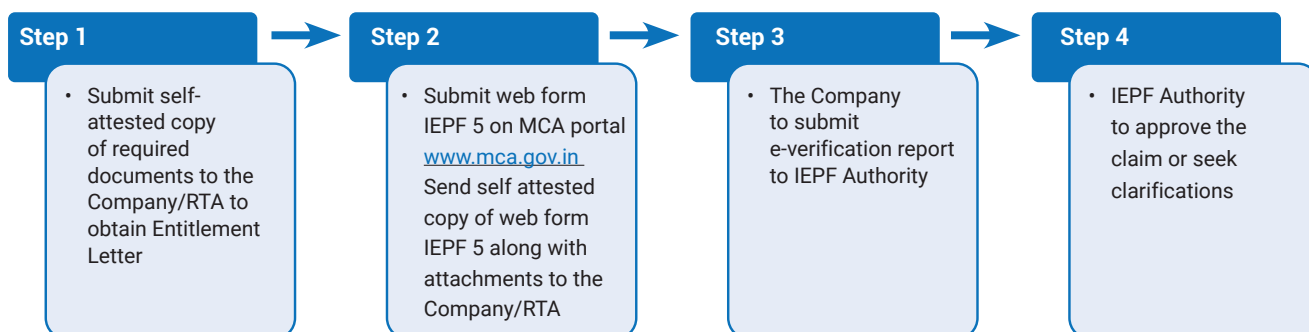 Step 1
• Submit self-
attested copy
of required
documents to the
Company/RTA to
obtain Entitlement
Letter
Step 2
• Submit web form
IEPF 5 on MCA portal
www.mca.gov.in
Send self attested
copy of web form
IEPF 5 along with
attachments to the
Company/RTA
Step 3
• The Company
to submit
e-verification report
to IEPF Authority
Step 4
• IEPF Authority
to approve the
claim or seek
clarifications